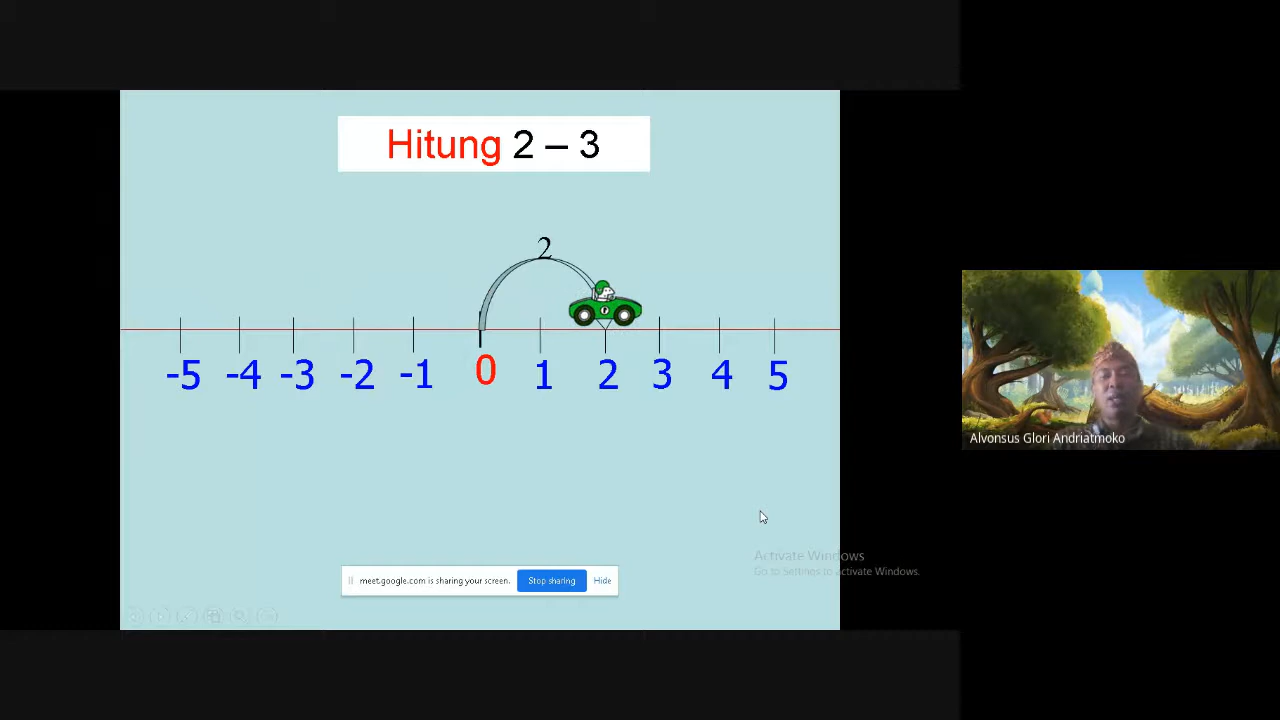 Hitung 2 – 3
2
-5 -4 -3 -2 -1 0 1 2 3 4 5
Alvonsus Glori Andriatmoko
Activate Windows
Go to Settings to activate Windows.
meet.google.com is sharing your screen. Stop sharing Hide